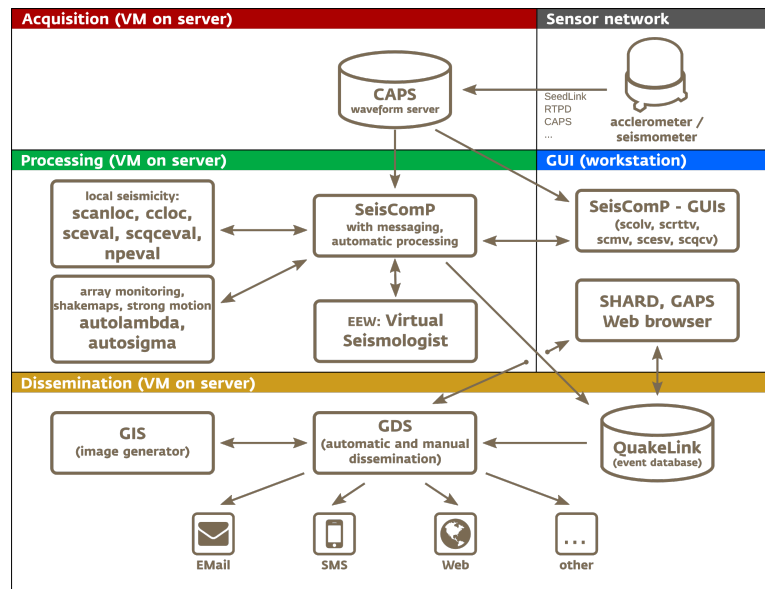 Acquisition (VM on server)
Sensor network
CAPS
waveform server
SeedLink
RTPD
CAPS
...
acclerometer /
seismometer
Processing (VM on server)
GUI (workstation)
local seismicity:
scanloc, ccloc,
sceval, scqceval,
npeval
SeisComP
with messaging,
automatic processing
SeisComP - GUIs
(scolv, scrttv,
scmv, scesv, scqcv)
array monitoring,
shakemaps, strong motion
autolambda,
autosigma
EEW: Virtual
Seismologist
SHARD, GAPS
Web browser
Dissemination (VM on server)
GIS
(image generator)
GDS
(automatic and manual
dissemination)
QuakeLink
(event database)
...
EMail
SMS
Web
other